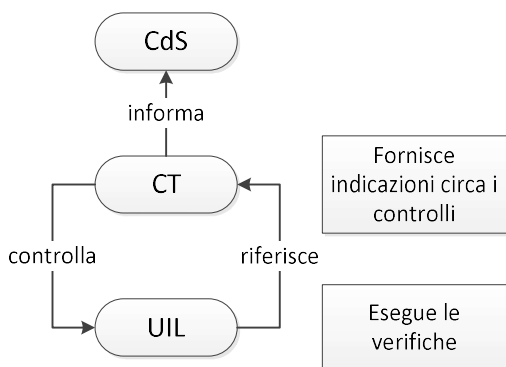 CdS
informa
CT
Fornisce
indicazioni circa i
controlli
controlla
riferisce
UIL
Esegue le
verifiche